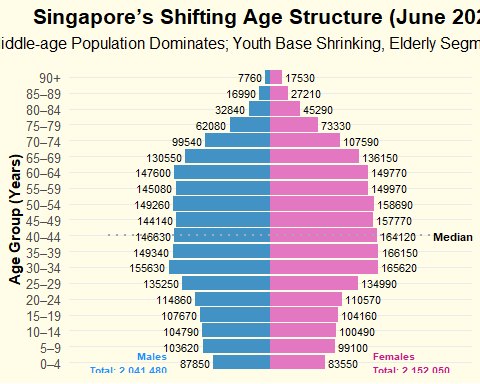 Singapore’s Shifting Age Structure (June 202
iddle-age Population Dominates; Youth Base Shrinking, Elderly Segm
Age Group (Years)
90+ 7760 17530
85–89 16990 27210
80–84 32840 45290
75–79 62080 73330
70–74 99540 107590
65–69 130550 136150
60–64 147600 149770
55–59 145080 149970
50–54 149260 158690
45–49 144140 157770
40–44 146630 164120 Median
35–39 149340 166150
30–34 155630 165620
25–29 135250 134990
20–24 114860 110570
15–19 107670 104160
10–14 104790 100490
5–9 103620 99100
Males Females
0–4 87850 83550
Total: 2 041 480 Total: 2 152 050